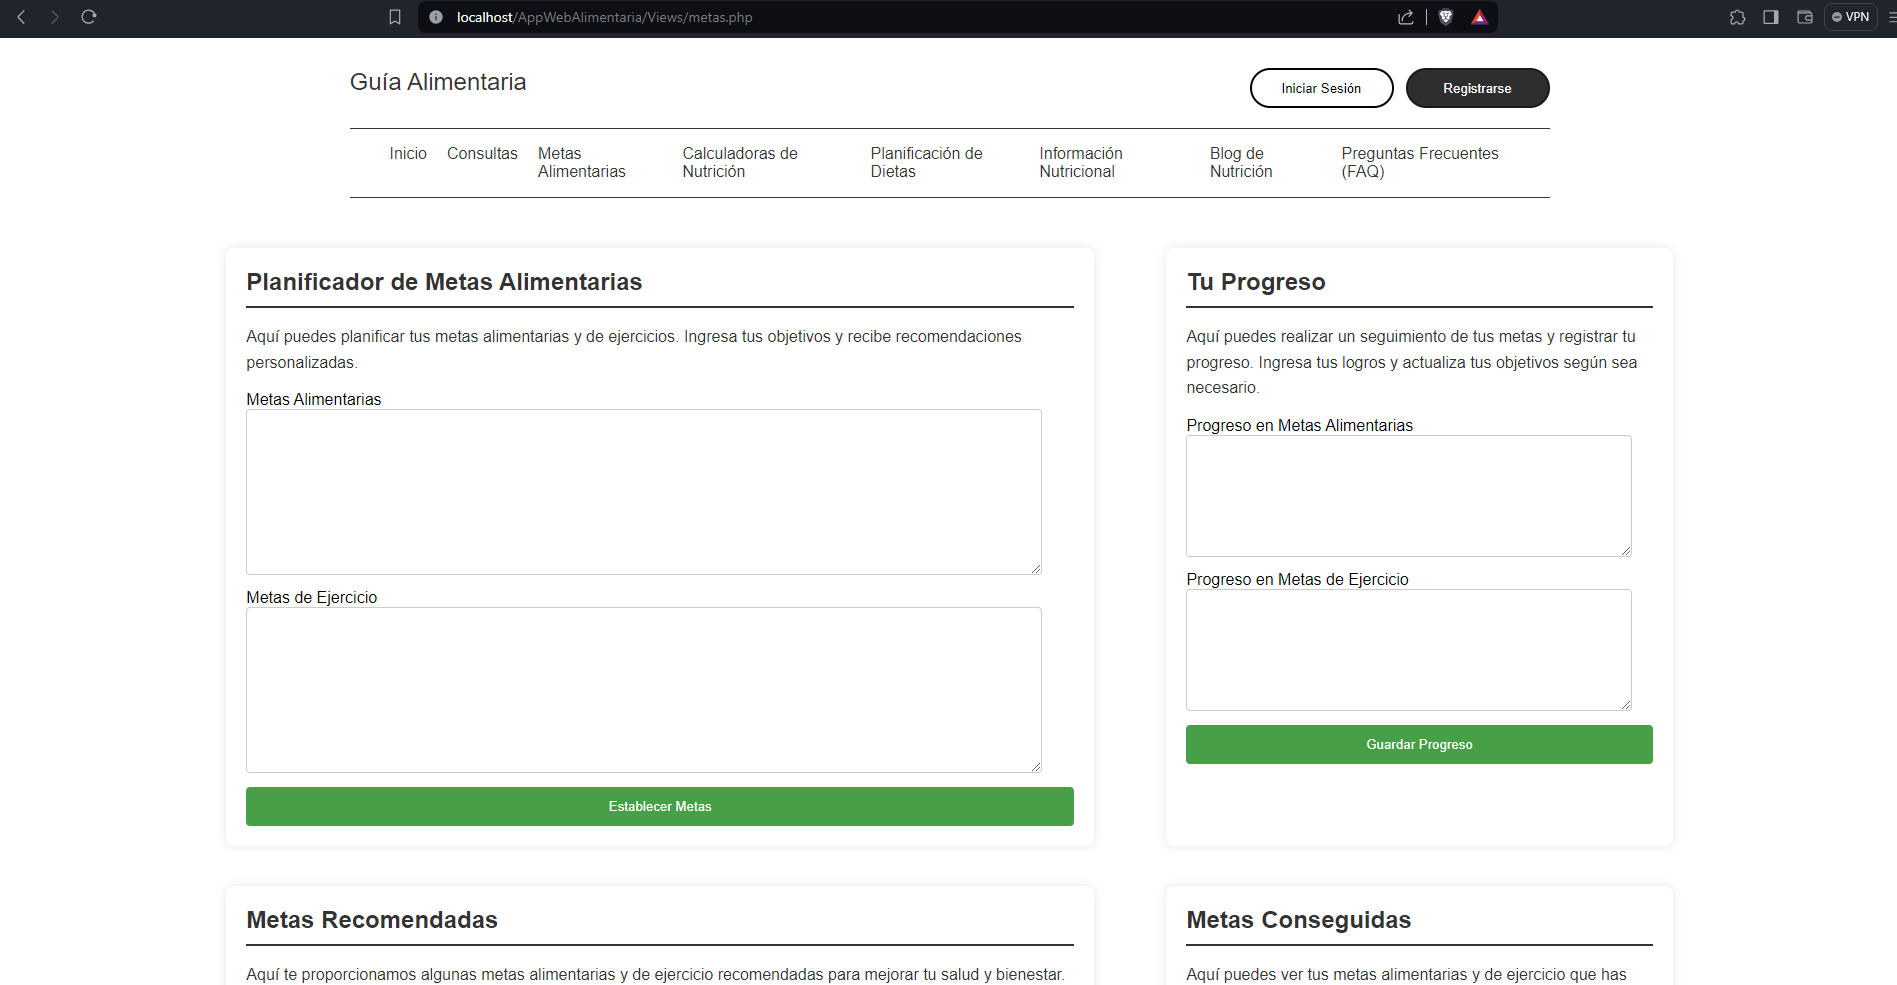 localhost/AppWebAlimentaria/Views/metas.php
VPN
Guía Alimentaria
Iniciar Sesión
Registrarse
Inicio
Consultas
Metas
Alimentarias
Calculadoras de
Nutrición
Planificación de
Dietas
Información
Nutricional
Blog de
Nutrición
Preguntas Frecuentes
(FAQ)
Planificador de Metas Alimentarias
Aquí puedes planificar tus metas alimentarias y de ejercicios. Ingresa tus objetivos y recibe recomendaciones
personalizadas.
Metas Alimentarias
Metas de Ejercicio
Establecer Metas
Tu Progreso
Aquí puedes realizar un seguimiento de tus metas y registrar tu
progreso. Ingresa tus logros y actualiza tus objetivos según sea
necesario.
Progreso en Metas Alimentarias
Progreso en Metas de Ejercicio
Guardar Progreso
Metas Recomendadas
Aquí te proporcionamos algunas metas alimentarias y de ejercicio recomendadas para mejorar tu salud y bienestar.
Metas Conseguidas
Aquí puedes ver tus metas alimentarias y de ejercicio que has